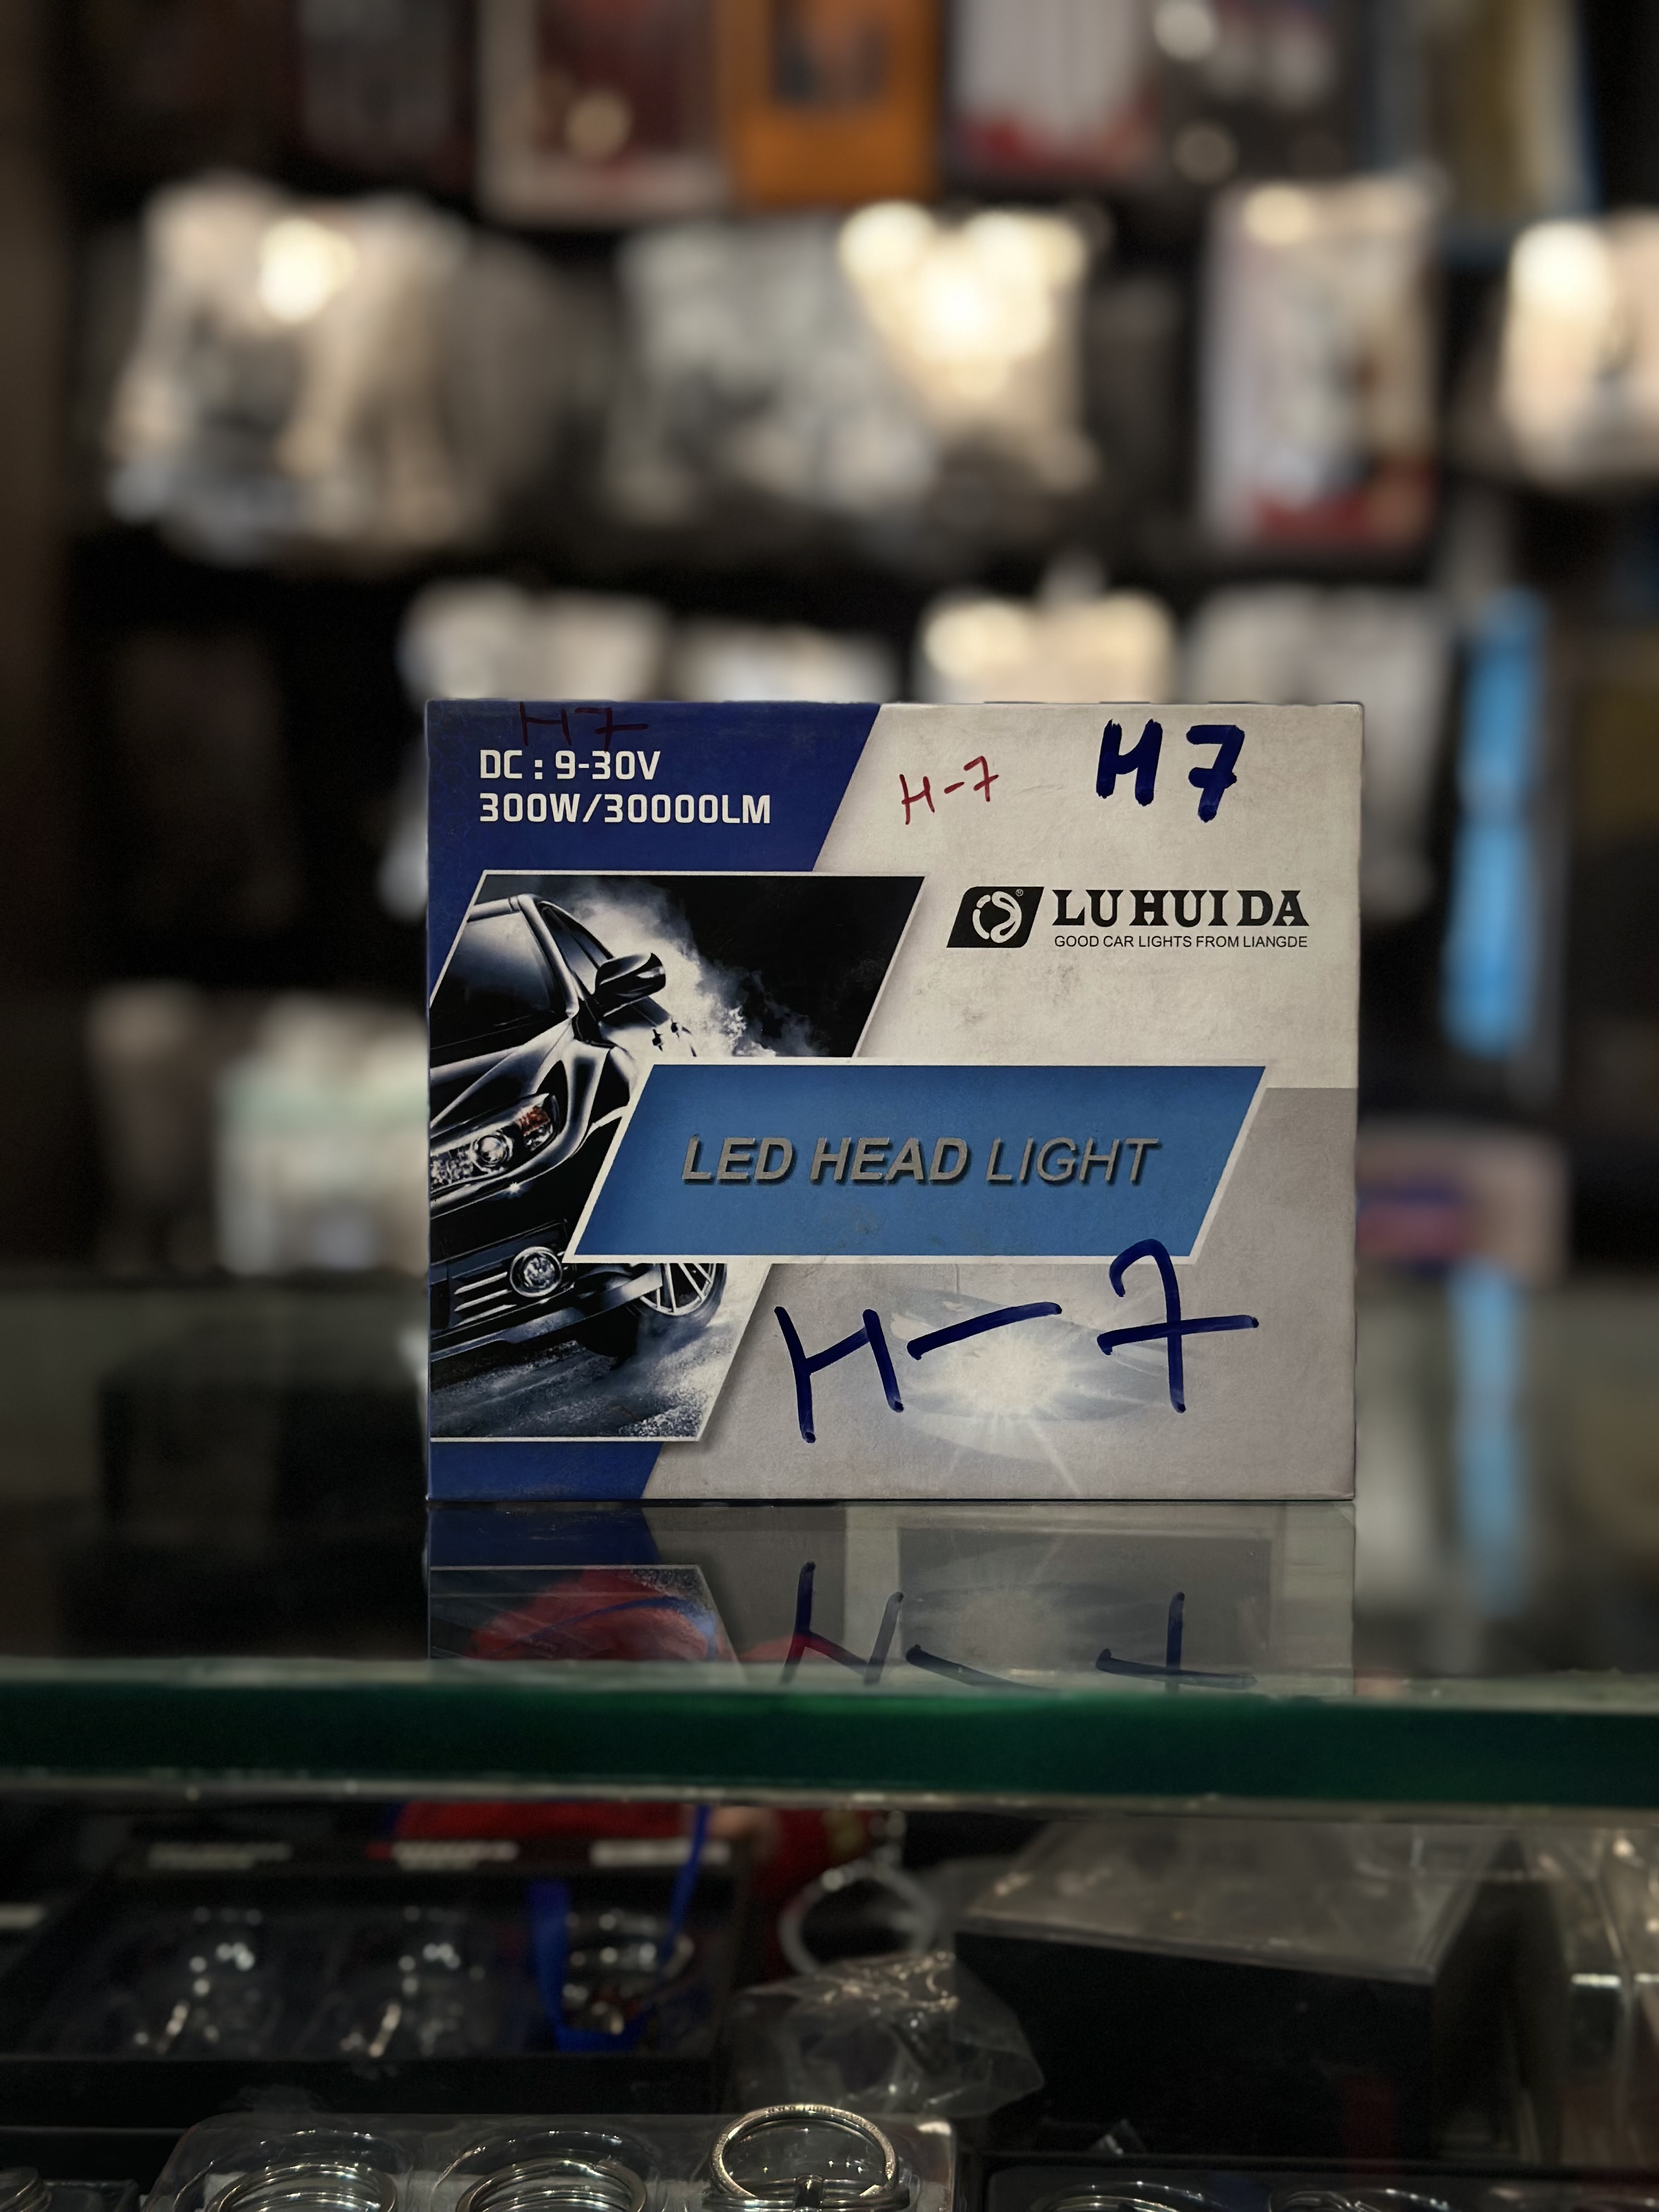 H7
DC : 9-30V
300W/30000LM
H-7
H7
LU HUI DA
GOOD CAR LIGHTS FROM LIANGDE
LED HEAD LIGHT
H-7